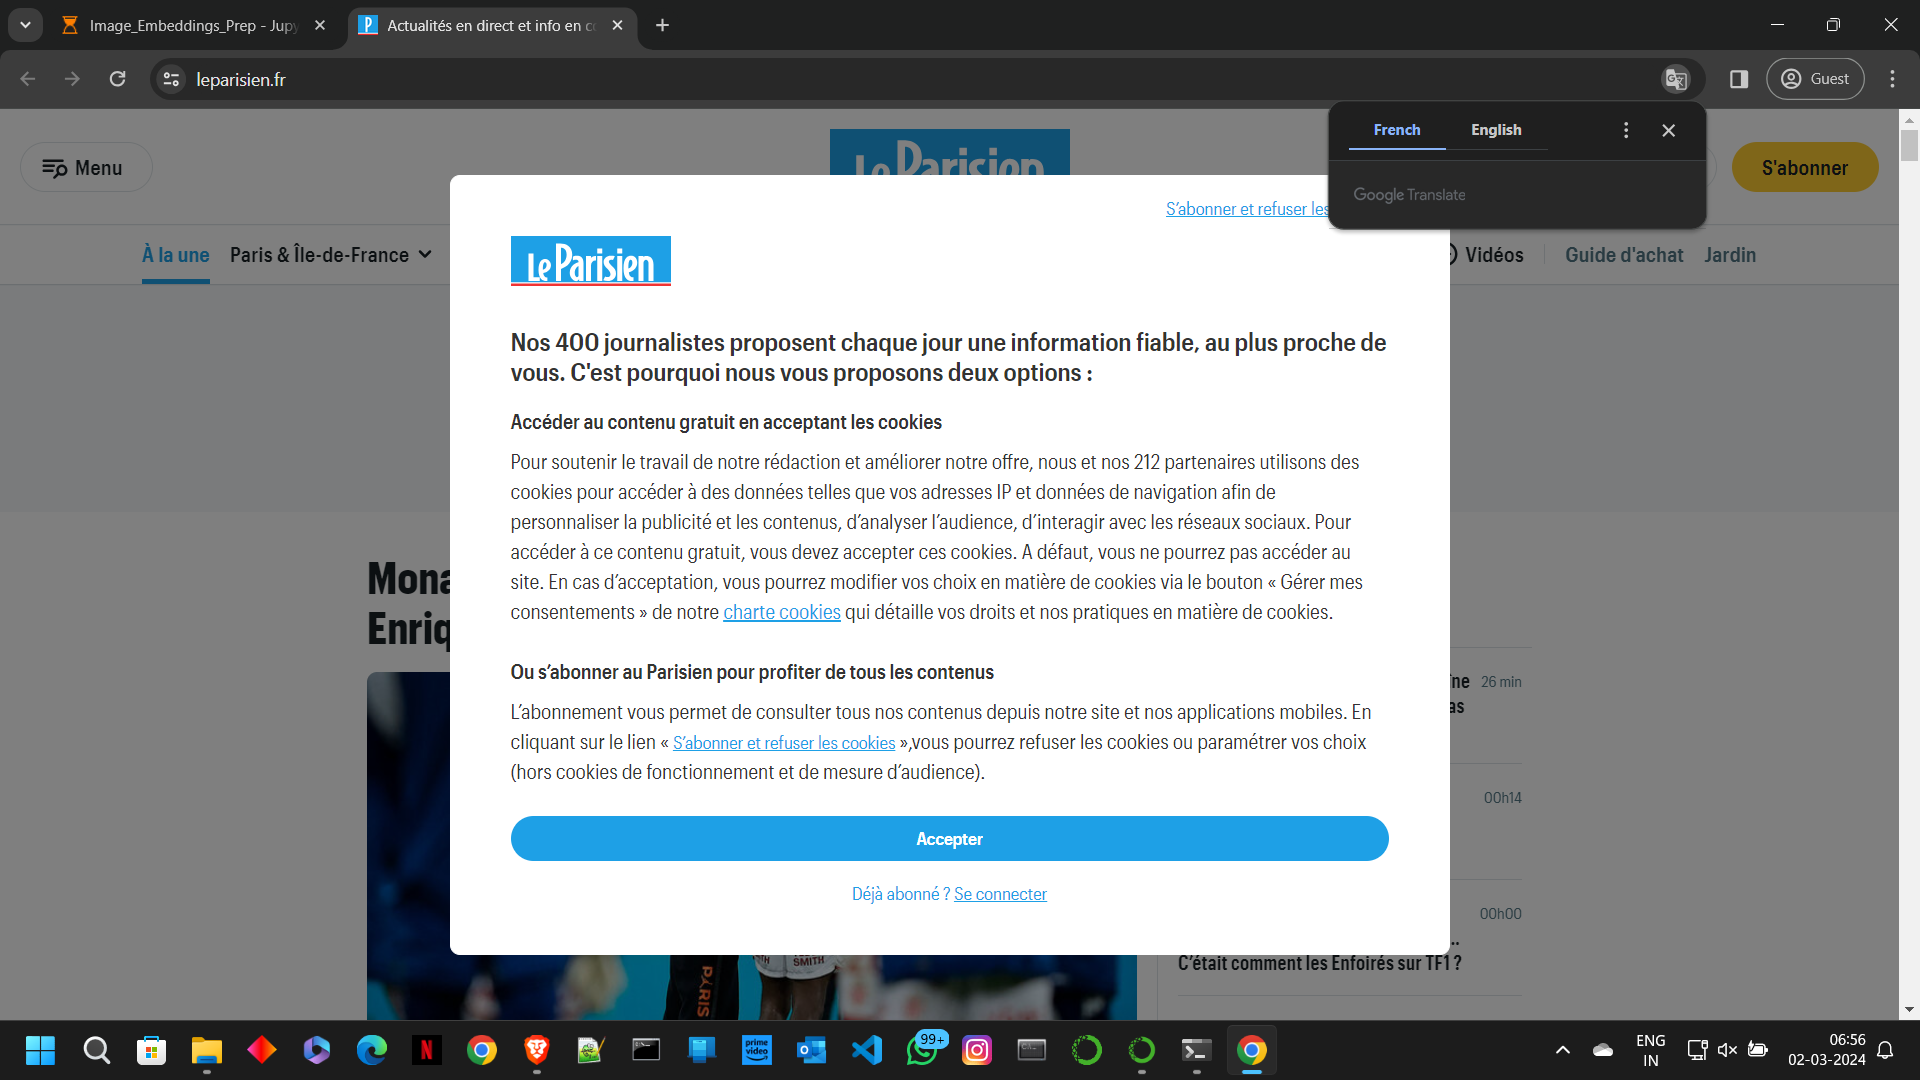 Image_Embeddings_Prep - Jup
Actualités en direct et info en c
leparisien.fr
Guest
French
English
Google Translate
Menu
Le Parisien
S'abonner
À la une
Paris & Île-de-France
Vidéos
Guide d'achat
Jardin
S'abonner et refuser les
Le Parisien
Nos 400 journalistes proposent chaque jour une information fiable, au plus proche de
vous. C'est pourquoi nous vous proposons deux options :
Accéder au contenu gratuit en acceptant les cookies
Pour soutenir le travail de notre rédaction et améliorer notre offre, nous et nos 212 partenaires utilisons des
cookies pour accéder à des données telles que vos adresses IP et données de navigation afin de
personnaliser la publicité et les contenus, d’analyser l’audience, d’interagir avec les réseaux sociaux. Pour
accéder à ce contenu gratuit, vous devez accepter ces cookies. A défaut, vous ne pourrez pas accéder au
site. En cas d’acceptation, vous pourrez modifier vos choix en matière de cookies via le bouton « Gérer mes
consentements » de notre charte cookies qui détaille vos droits et nos pratiques en matière de cookies.
Ou s’abonner au Parisien pour profiter de tous les contenus
L’abonnement vous permet de consulter tous nos contenus depuis notre site et nos applications mobiles. En
cliquant sur le lien « S’abonner et refuser les cookies »,vous pourrez refuser les cookies ou paramétrer vos choix
(hors cookies de fonctionnement et de mesure d’audience).
Accepter
Déjà abonné ? Se connecter
Mona
Enriq
26 min
00h14
00h00
C’était comment les Enfoirés sur TF1 ?
PARIS
SMITH
prime video
99+
ENG
IN
06:56
02-03-2024